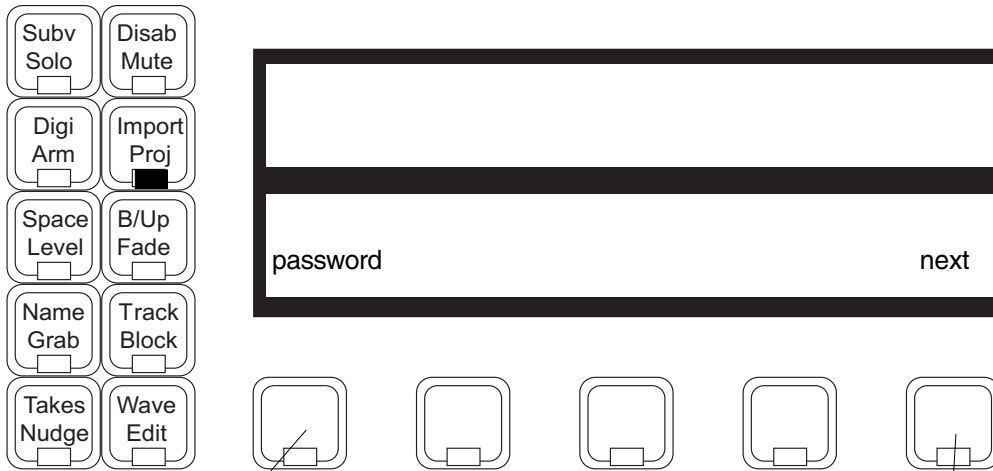 Subv
Solo
Disab
Mute
Digi
Arm
Import
Proj
Space
Level
B/Up
Fade
password
next
Name
Grab
Track
Block
Takes
Nudge
Wave
Edit